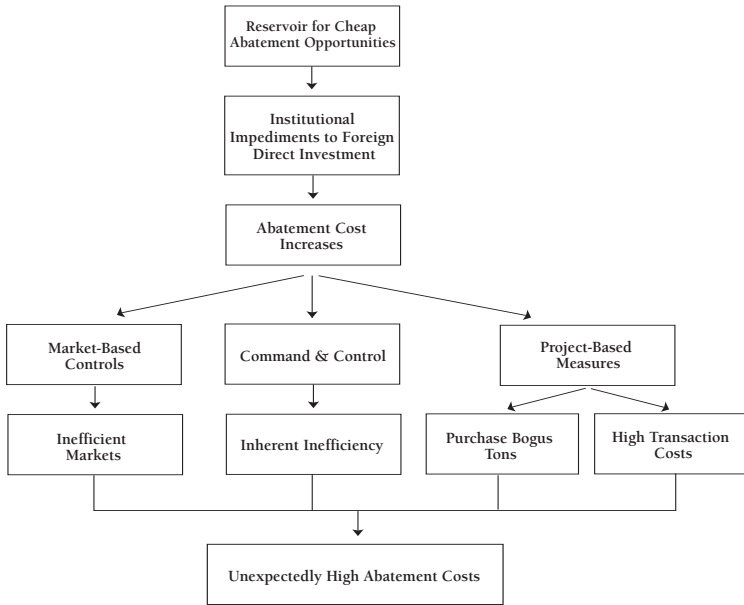 Reservoir for Cheap
Abatement Opportunities
Institutional
Impediments to Foreign
Direct Investment
Abatement Cost
Increases
Market-Based
Controls
Command & Control
Project-Based
Measures
Inefficient
Markets
Inherent Inefficiency
Purchase Bogus
Tons
High Transaction
Costs
Unexpectedly High Abatement Costs